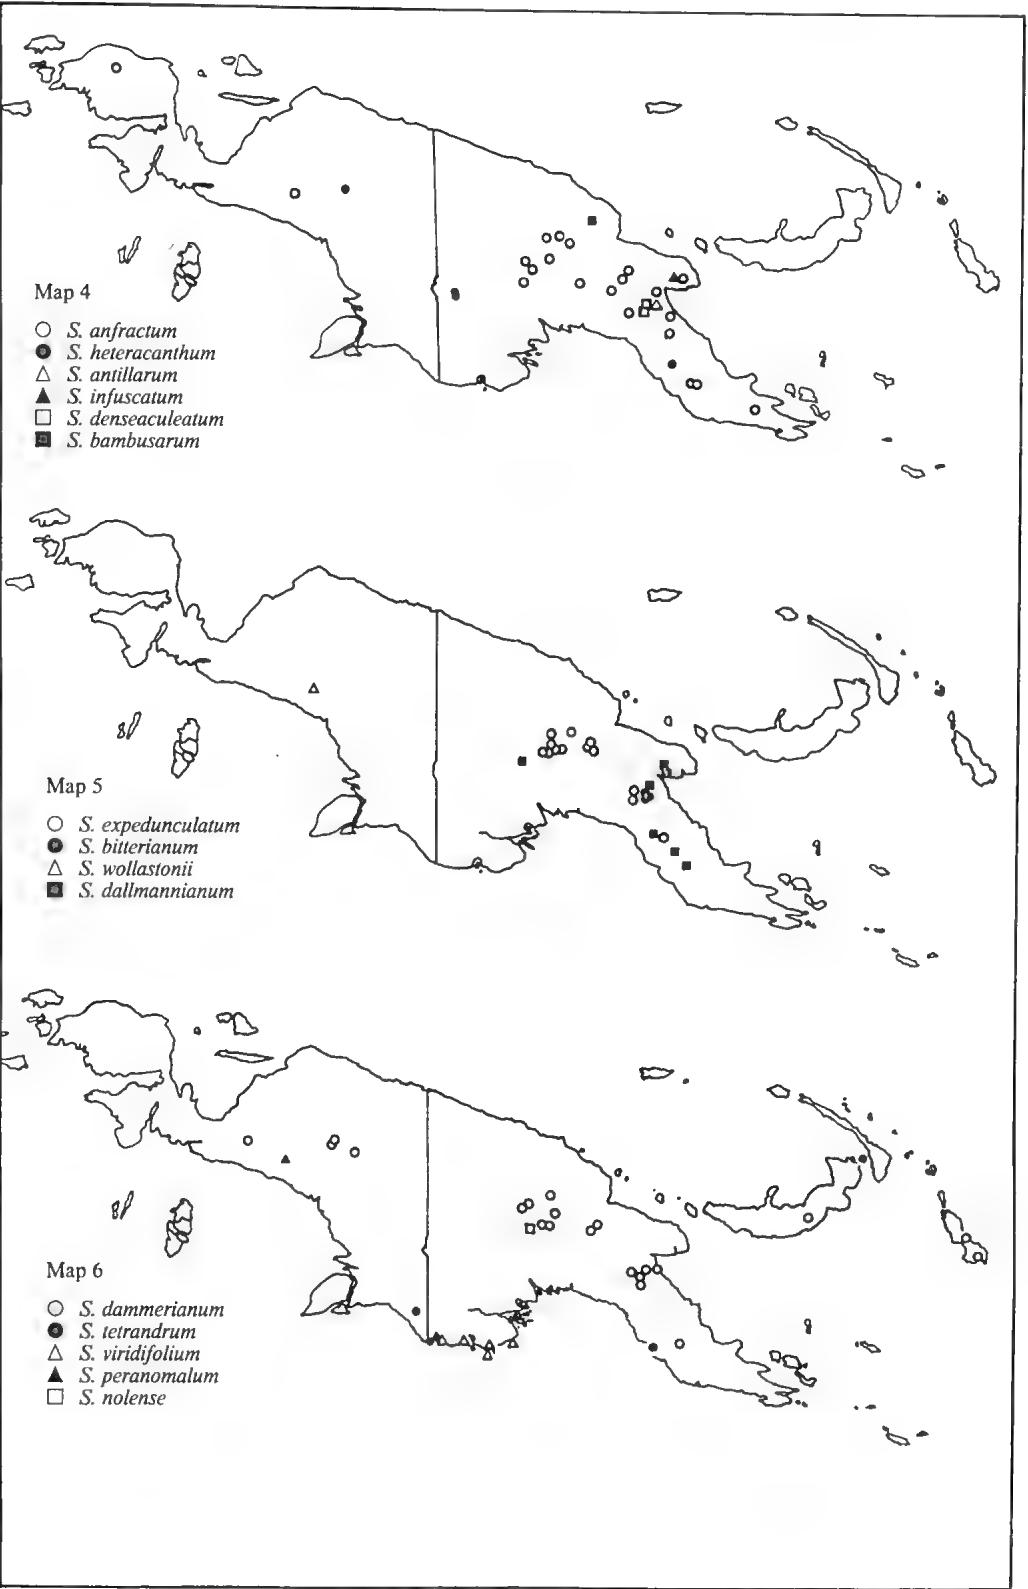 Map 4
S. anfractum
S. heteracanthum
S. antillarum
S. infuscatum
S. denseaculeatum
S. bambusarum
Map 5
S. expedunculatum
S. bitterianum
S. wollastonii
S. dallmannianum
Map 6
S. dammerianum
S. tetrandrum
S. viridifolium
S. peranomalum
S. nolense